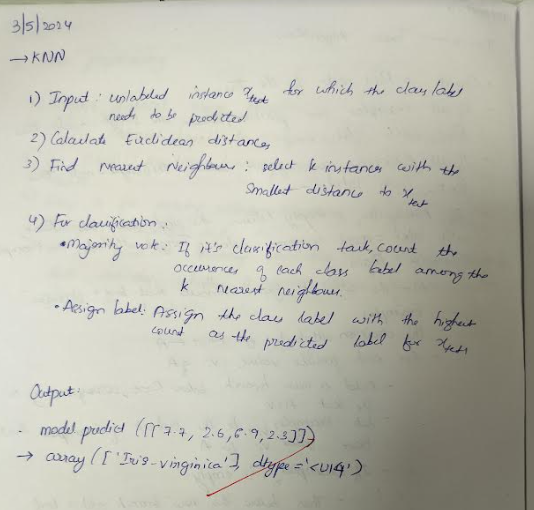 3/5/2024
→ KNN
1) Input : unlabeled instance xtest for which the class label
needs to be predicted
2) Calculate Euclidean distances
3) Find nearest neighbours : select k instances with the
smallest distance to xtest
4) For classification :
• Majority vote : If it's classification task, count the
occurences of each class label among the
k nearest neighbours.
• Assign label : Assign the class label with the highest
count as the predicted label for xtest
Output :
- model predict ([[7.7, 2.6, 6.9, 2.3]])
→ array (['Iris-virginica'], dtype = '<U14')